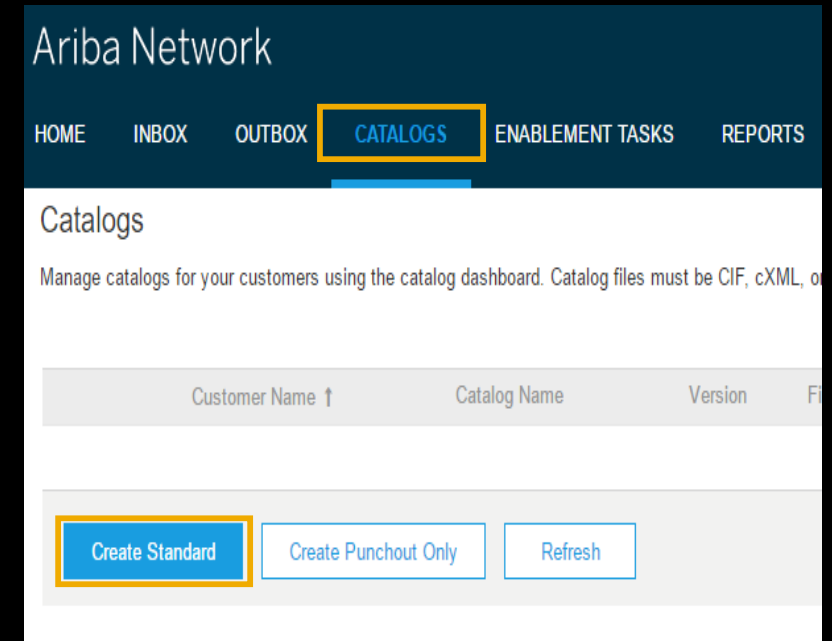 Ariba Network
HOME INBOX OUTBOX CATALOGS ENABLEMENT TASKS REPORTS
Catalogs
Manage catalogs for your customers using the catalog dashboard. Catalog files must be CIF, cXML,
Customer Name ↑ Catalog Name Version
Create Standard Create Punchout Only Refresh